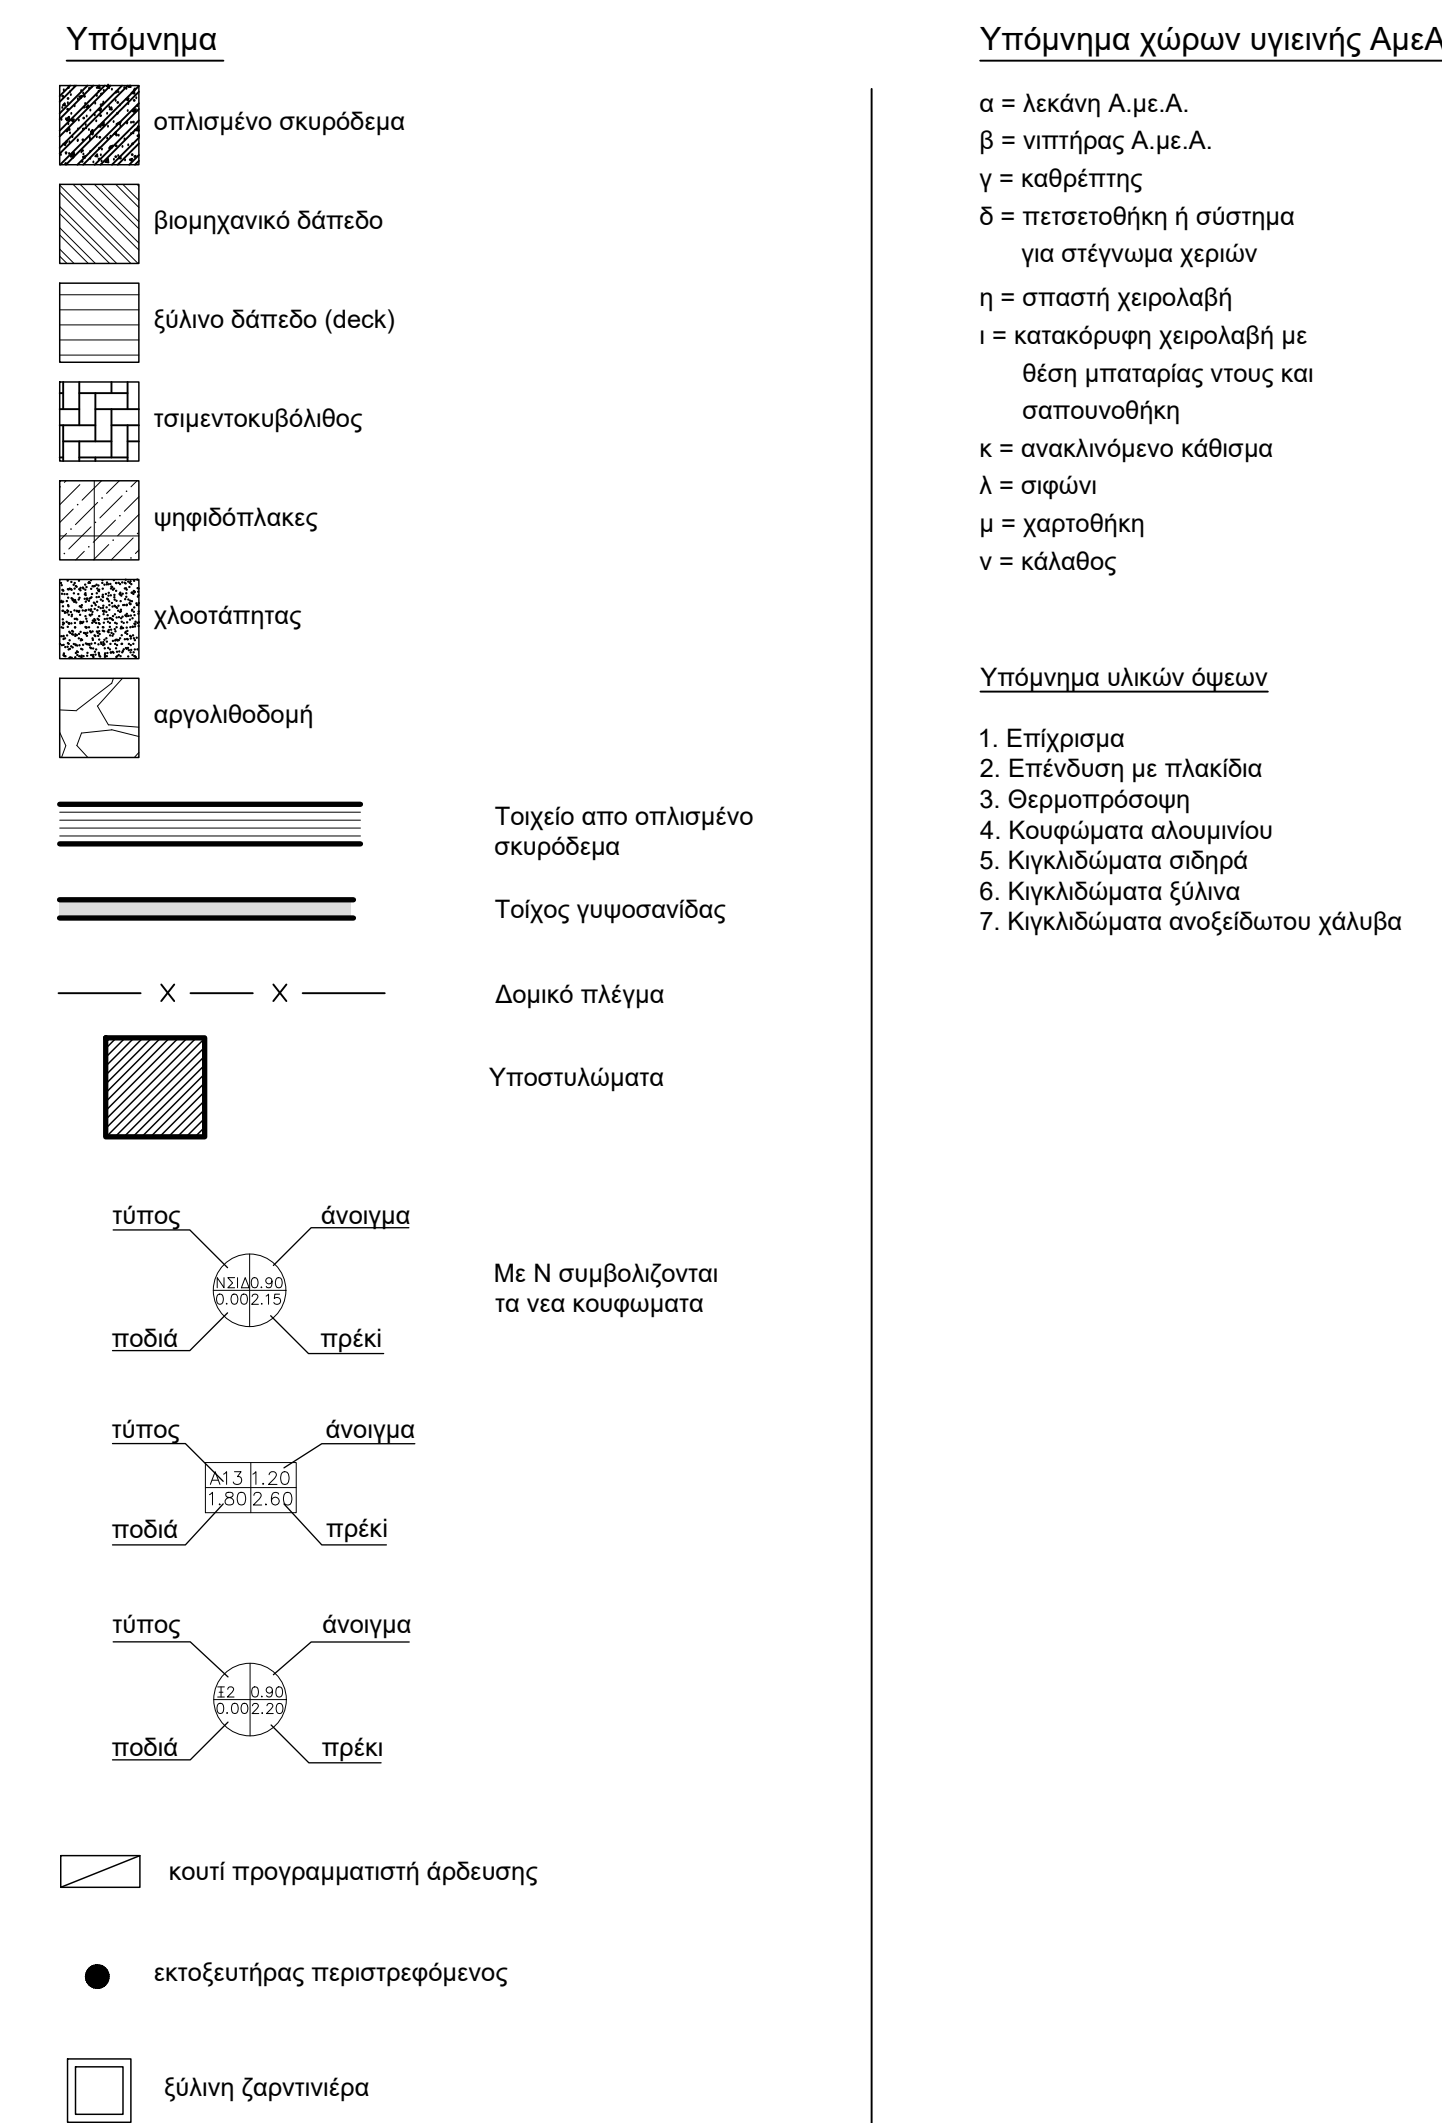 Υπόμνημα
οπλισμένο σκυρόδεμα
βιομηχανικό δάπεδο
ξύλινο δάπεδο (deck)
τσιμεντοκυβόλιθος
ψηφιδόπλακες
χλοοτάπητας
αργολιθοδομή
Τοιχείο απο οπλισμένο
σκυρόδεμα
Τοίχος γυψοσανίδας
X X
Δομικό πλέγμα
Υποστυλώματα
τύπος άνοιγμα
ΝΣΙΔ 0.90
0.00 2.15
ποδιά πρέκi
Με Ν συμβολιζονται
τα νεα κουφωματα
τύπος άνοιγμα
Α13 1.20
1.80 2.60
ποδιά πρέκi
τύπος άνοιγμα
Ξ2 0.90
0.00 2.20
ποδιά πρέκι
κουτί προγραμματιστή άρδευσης
εκτοξευτήρας περιστρεφόμενος
ξύλινη ζαρντινιέρα
Υπόμνημα χώρων υγιεινής ΑμεΑ
α = λεκάνη Α.με.Α.
β = νιπτήρας Α.με.Α.
γ = καθρέπτης
δ = πετσετοθήκη ή σύστημα
για στέγνωμα χεριών
η = σπαστή χειρολαβή
ι = κατακόρυφη χειρολαβή με
θέση μπαταρίας ντους και
σαπουνοθήκη
κ = ανακλινόμενο κάθισμα
λ = σιφώνι
μ = χαρτοθήκη
ν = κάλαθος
Υπόμνημα υλικών όψεων
1. Επίχρισμα
2. Επένδυση με πλακίδια
3. Θερμοπρόσοψη
4. Κουφώματα αλουμινίου
5. Κιγκλιδώματα σιδηρά
6. Κιγκλιδώματα ξύλινα
7. Κιγκλιδώματα ανοξείδωτου χάλυβα